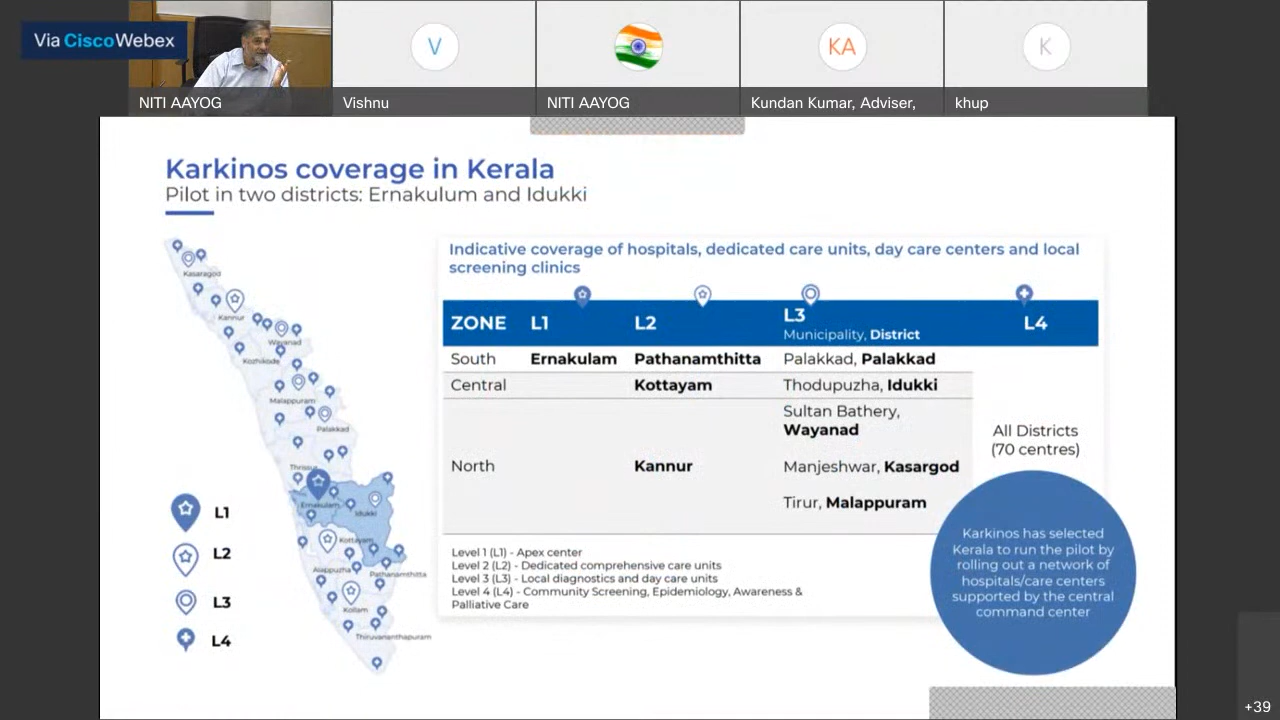 Via Cisco Webex
NITI AAYOG
Vishnu
V
NITI AAYOG
Kundan Kumar, Adviser,
KA
khup
K
Karkinos coverage in Kerala
Pilot in two districts: Ernakulum and Idukki
Kasaragod
Kannur
Wayanad
Kozhikode
Malappuram
Palakkad
Thrissur
Ernakulam
Idukki
Kottayam
Alappuzha
Pathanamthitta
Kollam
Thiruvananthapuram
L1
L2
L3
L4
Indicative coverage of hospitals, dedicated care units, day care centers and local
screening clinics
ZONE L1 L2 L3 L4
Municipality, District
South Ernakulam Pathanamthitta Palakkad, Palakkad
Central Kottayam Thodupuzha, Idukki
Sultan Bathery,
Wayanad
North Kannur Manjeshwar, Kasargod
Tirur, Malappuram
All Districts
(70 centres)
Level 1 (L1) - Apex center
Level 2 (L2) - Dedicated comprehensive care units
Level 3 (L3) - Local diagnostics and day care units
Level 4 (L4) - Community Screening, Epidemiology, Awareness &
Palliative Care
Karkinos has selected
Kerala to run the pilot by
rolling out a network of
hospitals/care centers
supported by the central
command center
+39